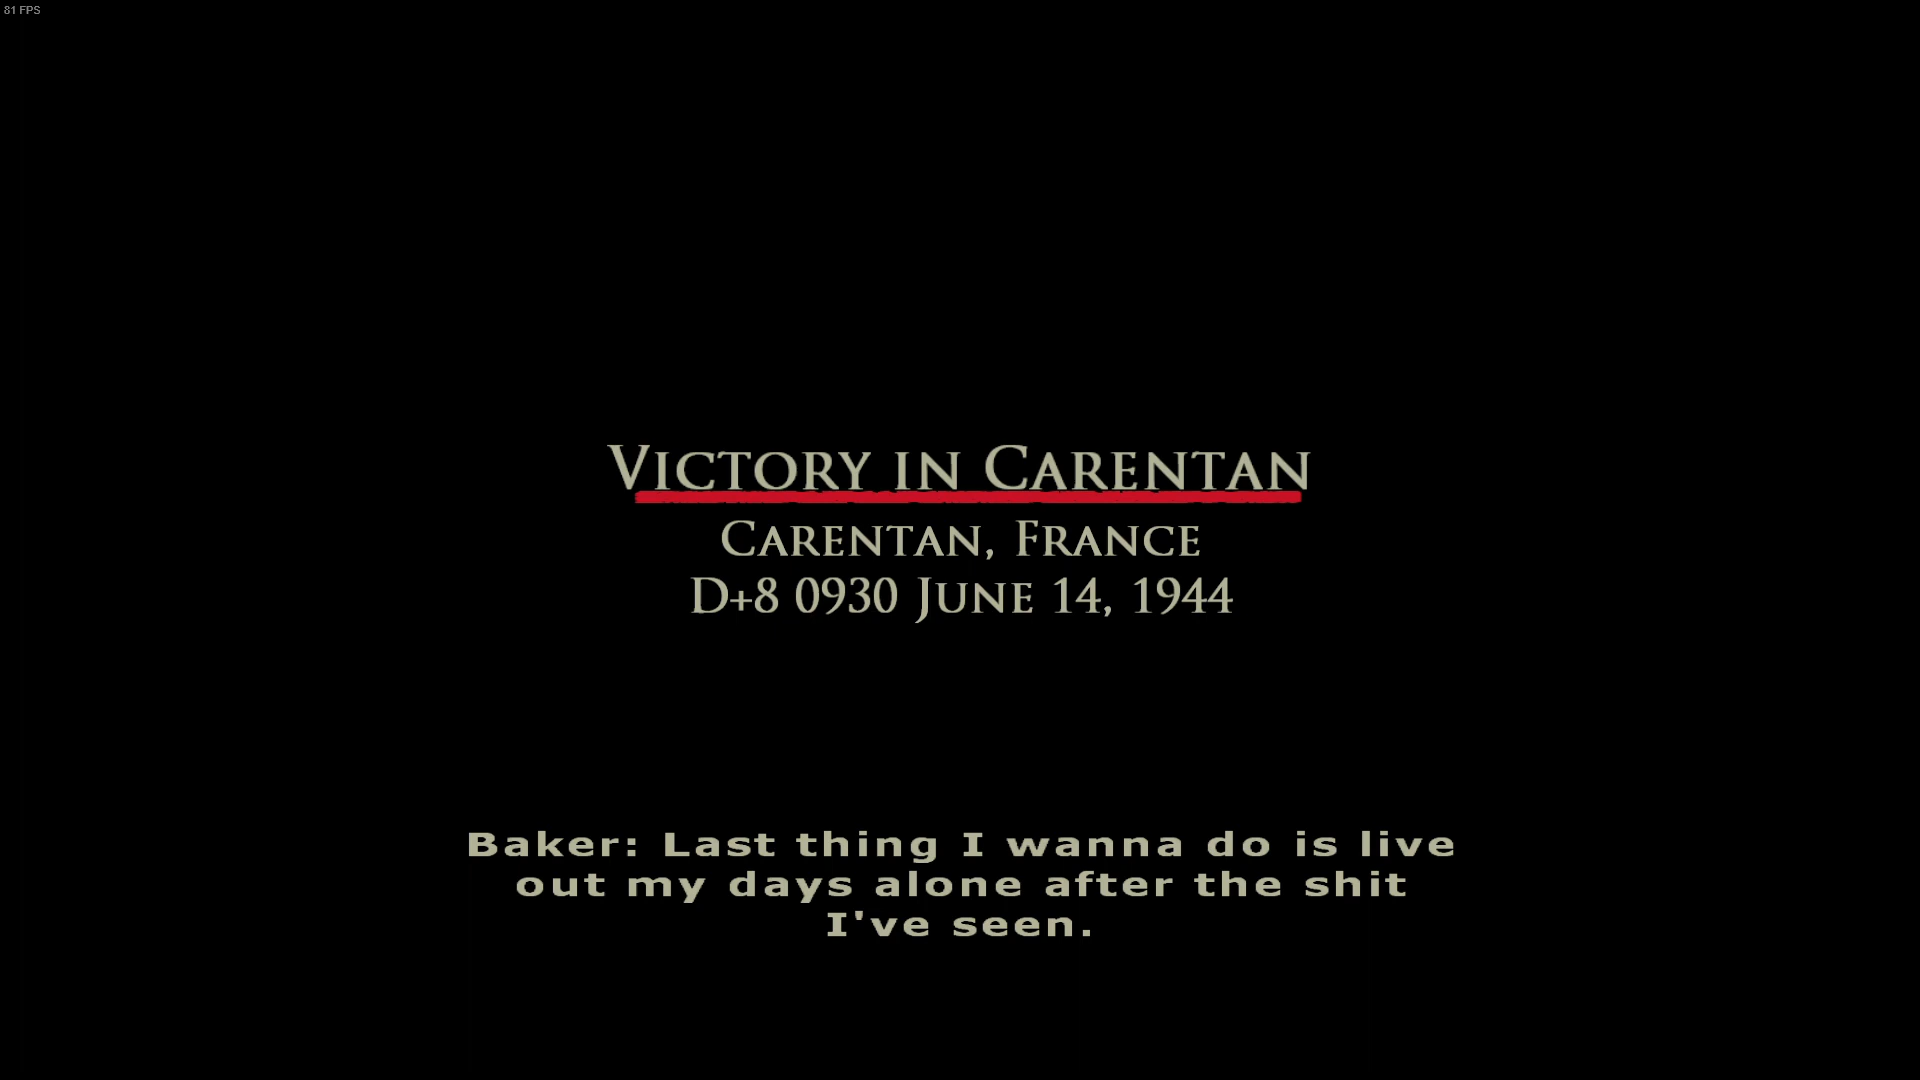 81 FPS
Victory in Carentan
Carentan, France
D+8 0930 June 14, 1944
Baker: Last thing I wanna do is live
out my days alone after the shit
I've seen.